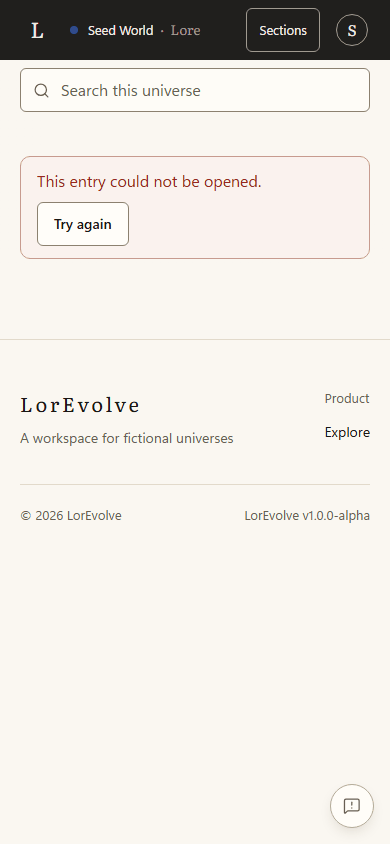 L
Seed World · Lore
Sections
S
Search this universe
This entry could not be opened.
Try again
LorEvolve
A workspace for fictional universes
Product
Explore
© 2026 LorEvolve
LorEvolve v1.0.0-alpha